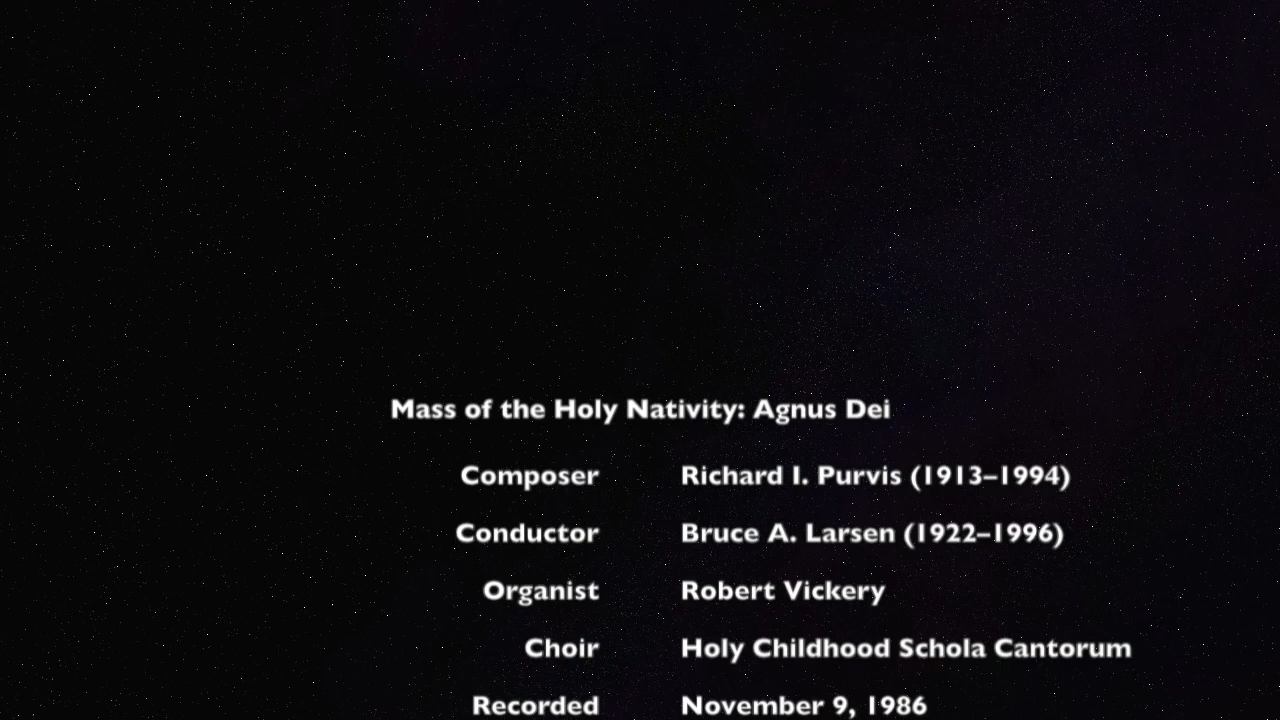 Mass of the Holy Nativity: Agnus Dei
Composer Richard I. Purvis (1913–1994)
Conductor Bruce A. Larsen (1922–1996)
Organist Robert Vickery
Choir Holy Childhood Schola Cantorum
Recorded November 9, 1986